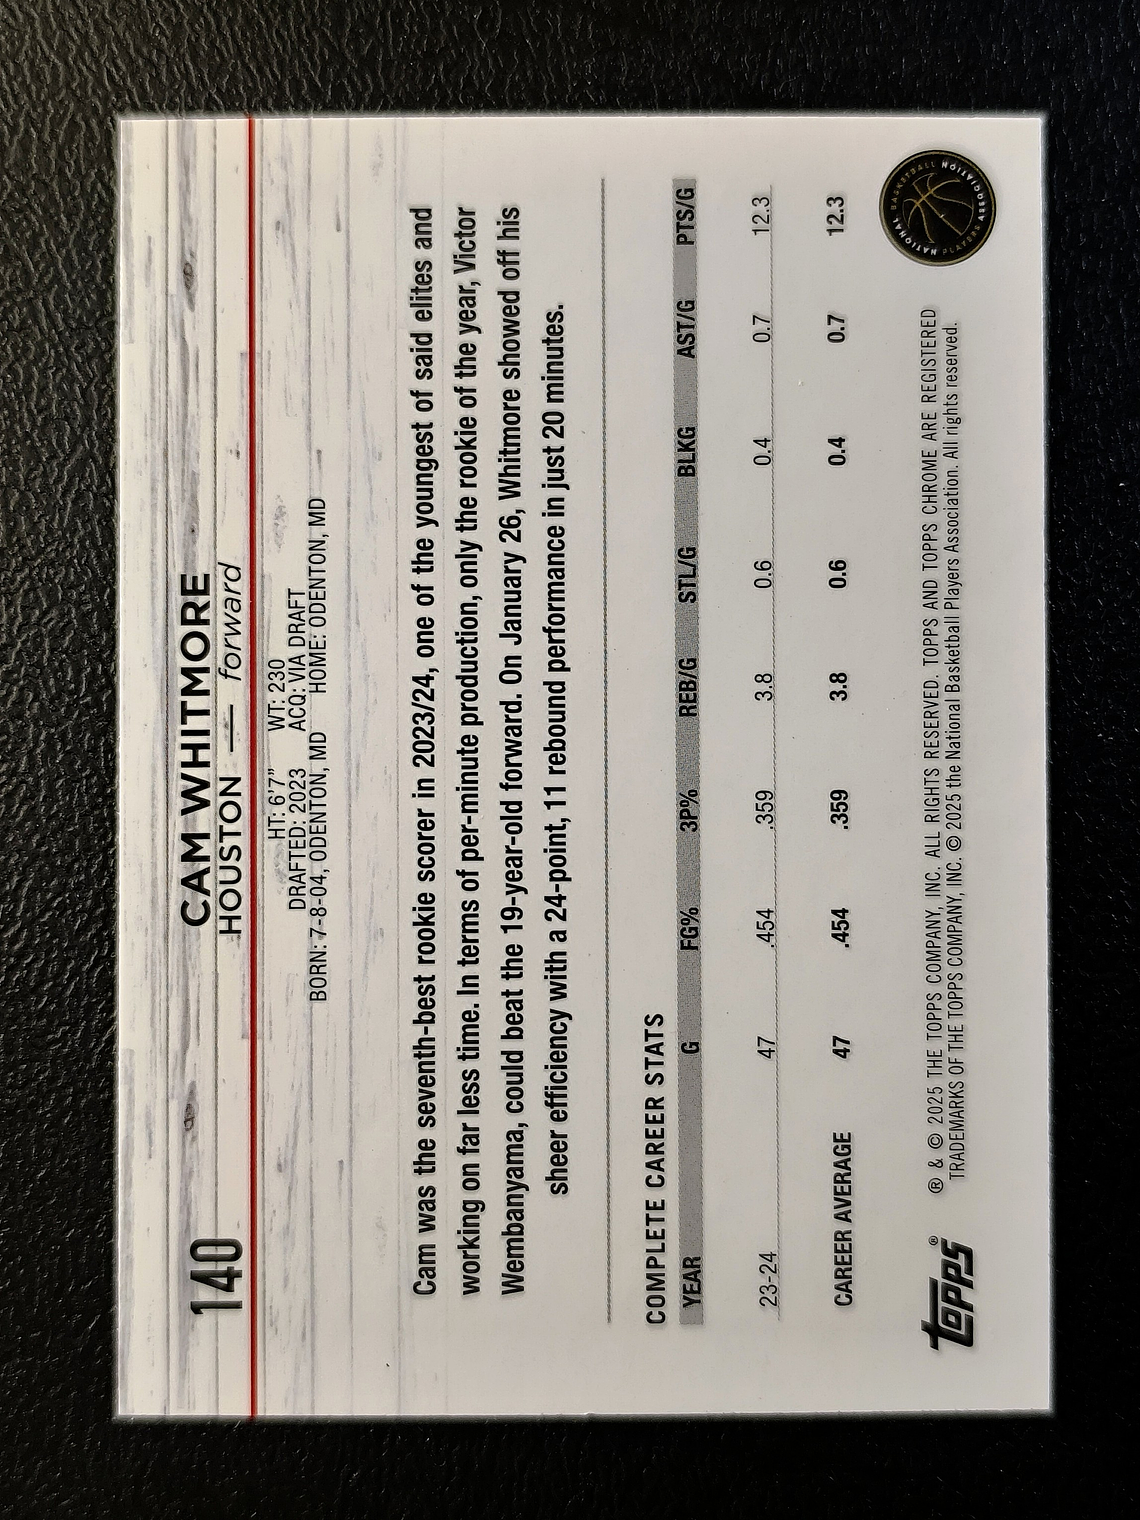 140
CAM WHITMORE
HOUSTON — forward
HT: 6'7" WT: 230
DRAFTED: 2023 ACQ: VIA DRAFT
BORN: 7-8-04, ODENTON, MD HOME: ODENTON, MD
Cam was the seventh-best rookie scorer in 2023/24, one of the youngest of said elites and
working on far less time. In terms of per-minute production, only the rookie of the year, Victor
Wembanyama, could beat the 19-year-old forward. On January 26, Whitmore showed off his
sheer efficiency with a 24-point, 11 rebound performance in just 20 minutes.
COMPLETE CAREER STATS
YEAR G FG% 3P% REB/G STL/G BLKG AST/G PTS/G
23-24 47 .454 .359 3.8 0.6 0.4 0.7 12.3
CAREER AVERAGE 47 .454 .359 3.8 0.6 0.4 0.7 12.3
topps®
® & © 2025 THE TOPPS COMPANY, INC. ALL RIGHTS RESERVED. TOPPS AND TOPPS CHROME ARE REGISTERED
TRADEMARKS OF THE TOPPS COMPANY, INC. © 2025 the National Basketball Players Association. All rights reserved.
NATIONAL BASKETBALL PLAYERS ASSOCIATION